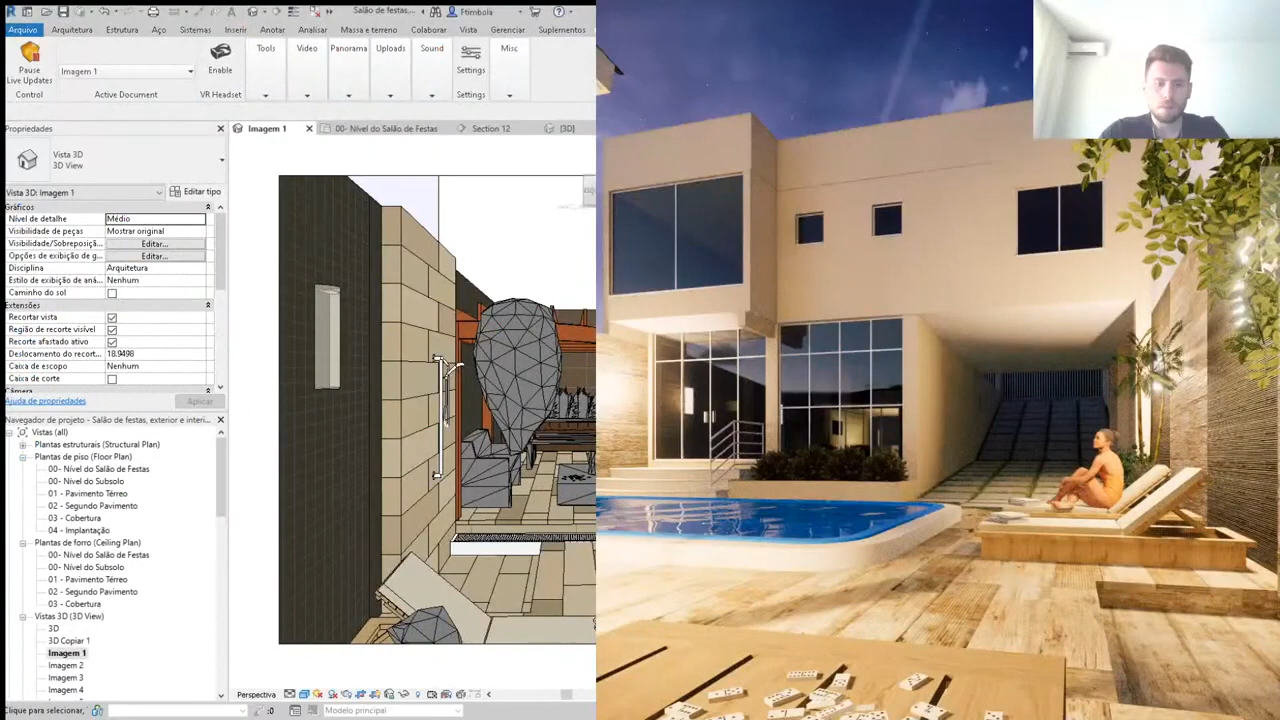 Salão de festas,
Ftimbola
Arquivo Arquitetura Estrutura Aço Sistemas Inserir Anotar Analisar Massa e terreno Colaborar Vista Gerenciar Suplementos
Pause
Live Updates
Imagem 1
Enable
Tools
Video
Panorama
Uploads
Sound
Settings
Misc
Control
Active Document
VR Headset
Settings
Propriedades
Imagem 1
00- Nível do Salão de Festas
Section 12
{3D}
Vista 3D
3D View
Vista 3D: Imagem 1
Editar tipo
Gráficos
Nível de detalhe Médio
Visibilidade de peças Mostrar original
Visibilidade/Sobreposiçã... Editar...
Opções de exibição de g... Editar...
Disciplina Arquitetura
Estilo de exibição de aná... Nenhum
Caminho do sol
Extensões
Recortar vista
Região de recorte visível
Recorte afastado ativo
Deslocamento do recort... 18.9498
Caixa de escopo Nenhum
Caixa de corte
Câmera
Ajuda de propriedades
Aplicar
Navegador de projeto - Salão de festas, exterior e interi...
Vistas (all)
Plantas estruturais (Structural Plan)
Plantas de piso (Floor Plan)
00- Nível do Salão de Festas
00- Nível do Subsolo
01 - Pavimento Térreo
02 - Segundo Pavimento
03 - Cobertura
04 - Implantação
Plantas de forro (Ceiling Plan)
00- Nível do Salão de Festas
00- Nível do Subsolo
01 - Pavimento Térreo
02 - Segundo Pavimento
03 - Cobertura
Vistas 3D (3D View)
3D
3D Copiar 1
Imagem 1
Imagem 2
Imagem 3
Imagem 4
Perspectiva
Clique para selecionar,
:0
Modelo principal